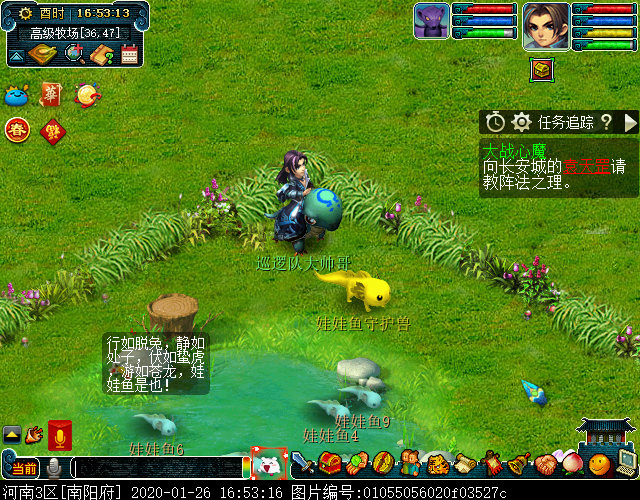 酉时 16:53:13
高级牧场[36,47]
華
春
任务追踪 ?
大战心魔
向长安城的袁天罡请
教阵法之理。
巡逻队大帅哥
娃娃鱼守护兽
行如脱兔,静如
处子,伏如蛰虎
,游如苍龙,娃
娃鱼是也!
娃娃鱼9
娃娃鱼4
娃娃鱼6
当前
河南3区[南阳府] 2020-01-26 16:53:16 图片编号:01055056020f03527c